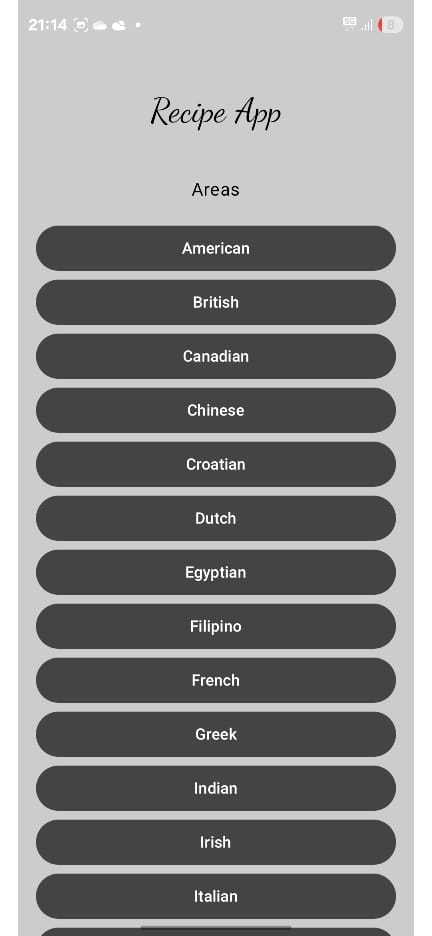 21:14
5G
8
Recipe App
Areas
American
British
Canadian
Chinese
Croatian
Dutch
Egyptian
Filipino
French
Greek
Indian
Irish
Italian